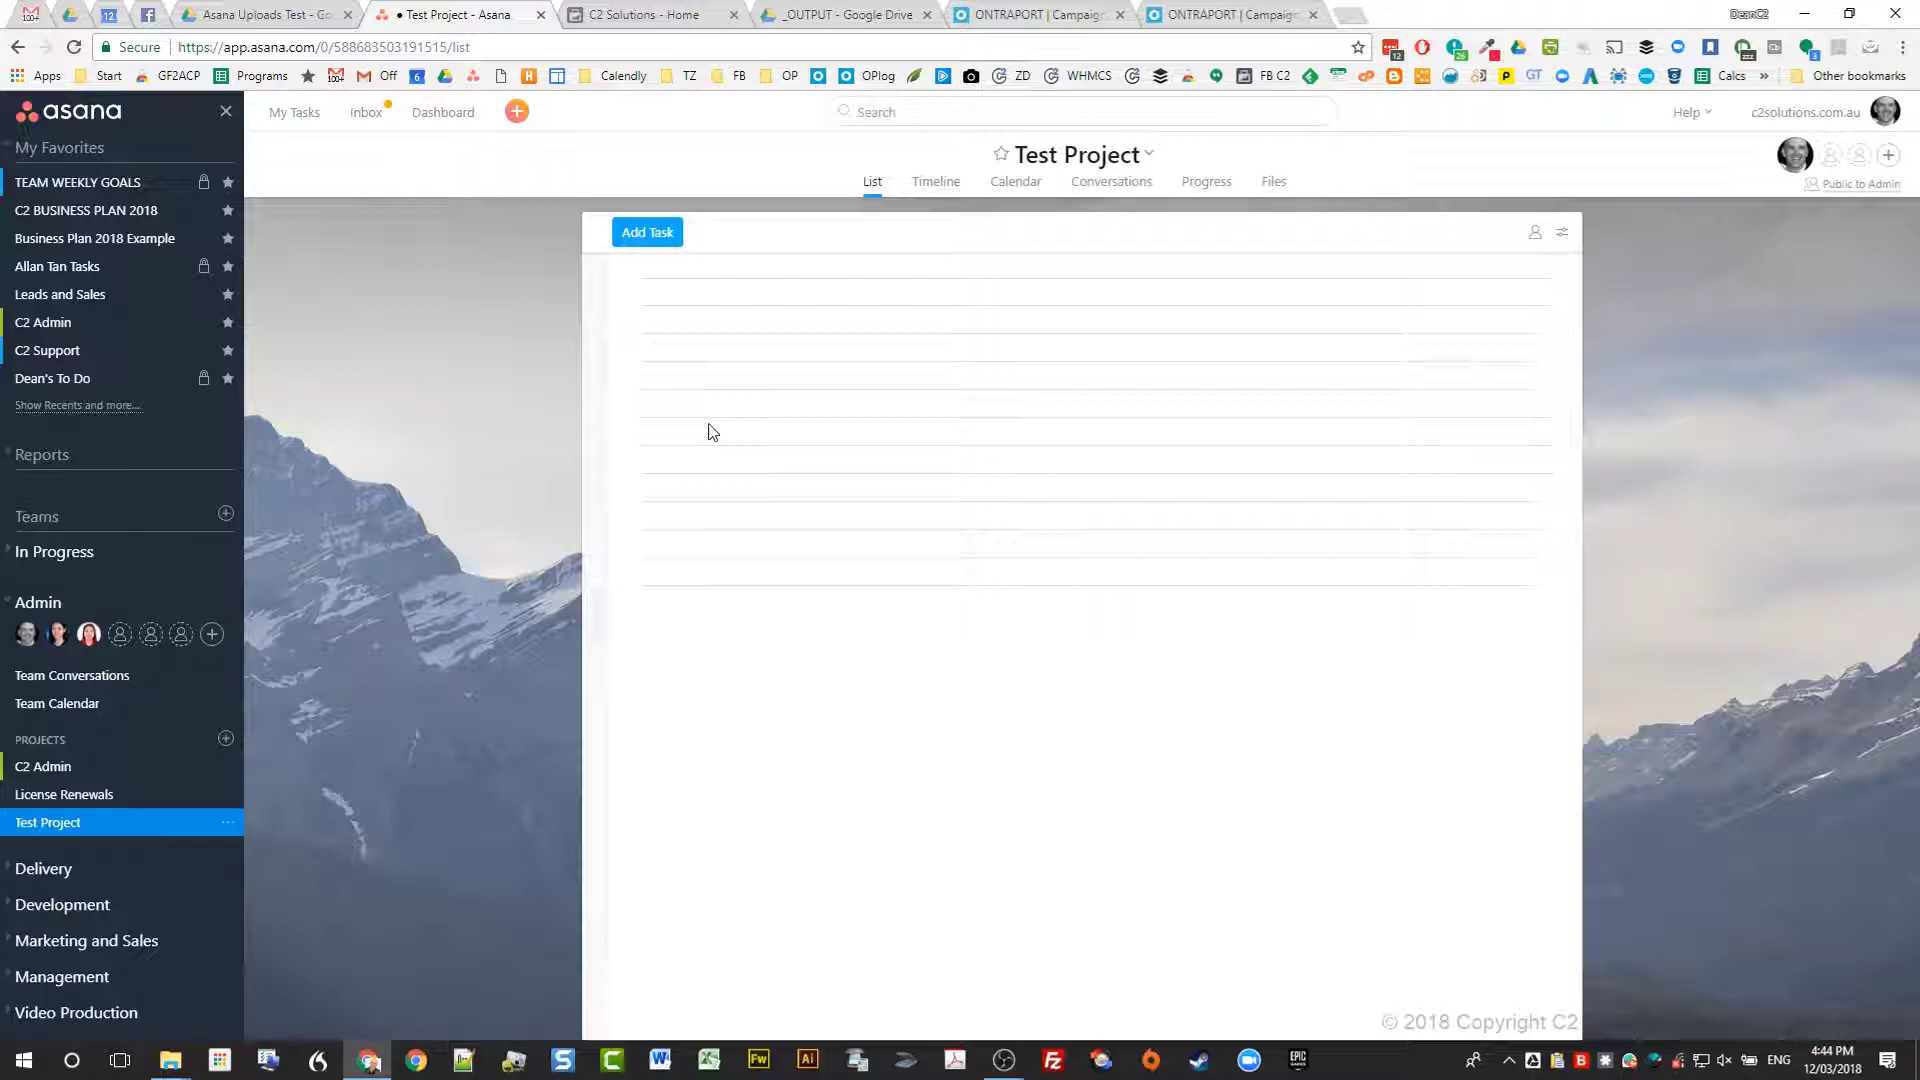 Asana Uploads Test - Go
• Test Project - Asana
C2 Solutions - Home
_OUTPUT - Google Drive
ONTRAPORT | Campaign
ONTRAPORT | Campaign
DeanC2
Secure
https://app.asana.com/0/588683503191515/list
Apps
Start
GF2ACP
Programs
Off
Calendly
TZ
FB
OP
OPlog
ZD
WHMCS
FB C2
GT
Calcs
»
Other bookmarks
asana
My Tasks
Inbox
Dashboard
Search
Help
c2solutions.com.au
My Favorites
Test Project
List
Timeline
Calendar
Conversations
Progress
Files
Public to Admin
TEAM WEEKLY GOALS
C2 BUSINESS PLAN 2018
Business Plan 2018 Example
Allan Tan Tasks
Leads and Sales
C2 Admin
C2 Support
Dean's To Do
Show Recents and more...
Add Task
Reports
Teams
In Progress
Admin
Team Conversations
Team Calendar
PROJECTS
C2 Admin
License Renewals
Test Project
Delivery
Development
Marketing and Sales
Management
Video Production
© 2018 Copyright C2
ENG
4:44 PM
12/03/2018